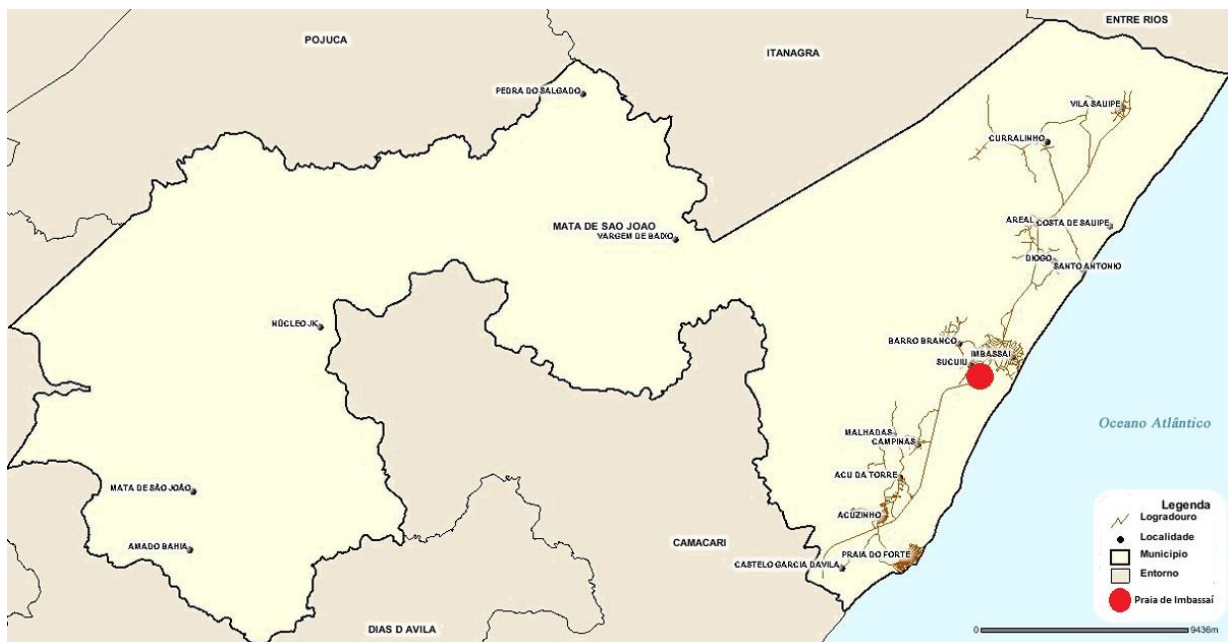 ENTRE RIOS
POJUCA
ITANAGRA
PEDRA DO SALGADO
VILA SAUIPE
CURRALINHO
MATA DE SAO JOAO
VARGEM DE BAIXO
AREAL
COSTA DE SAUIPE
DIOGO
SANTO ANTONIO
NÚCLEO JK
BARRO BRANCO
IMBASSAI
SUCUIU
Oceano Atlântico
MALHADAS
CAMPINAS
ACU DA TORRE
MATA DE SÃO JOÃO
ACUZINHO
AMADO BAHIA
CAMACARI
PRAIA DO FORTE
CASTELO GARCIA DAVILA
DIAS D AVILA
Legenda
Logradouro
Localidade
Municipio
Entorno
Praia de Imbassaí
0 9436m